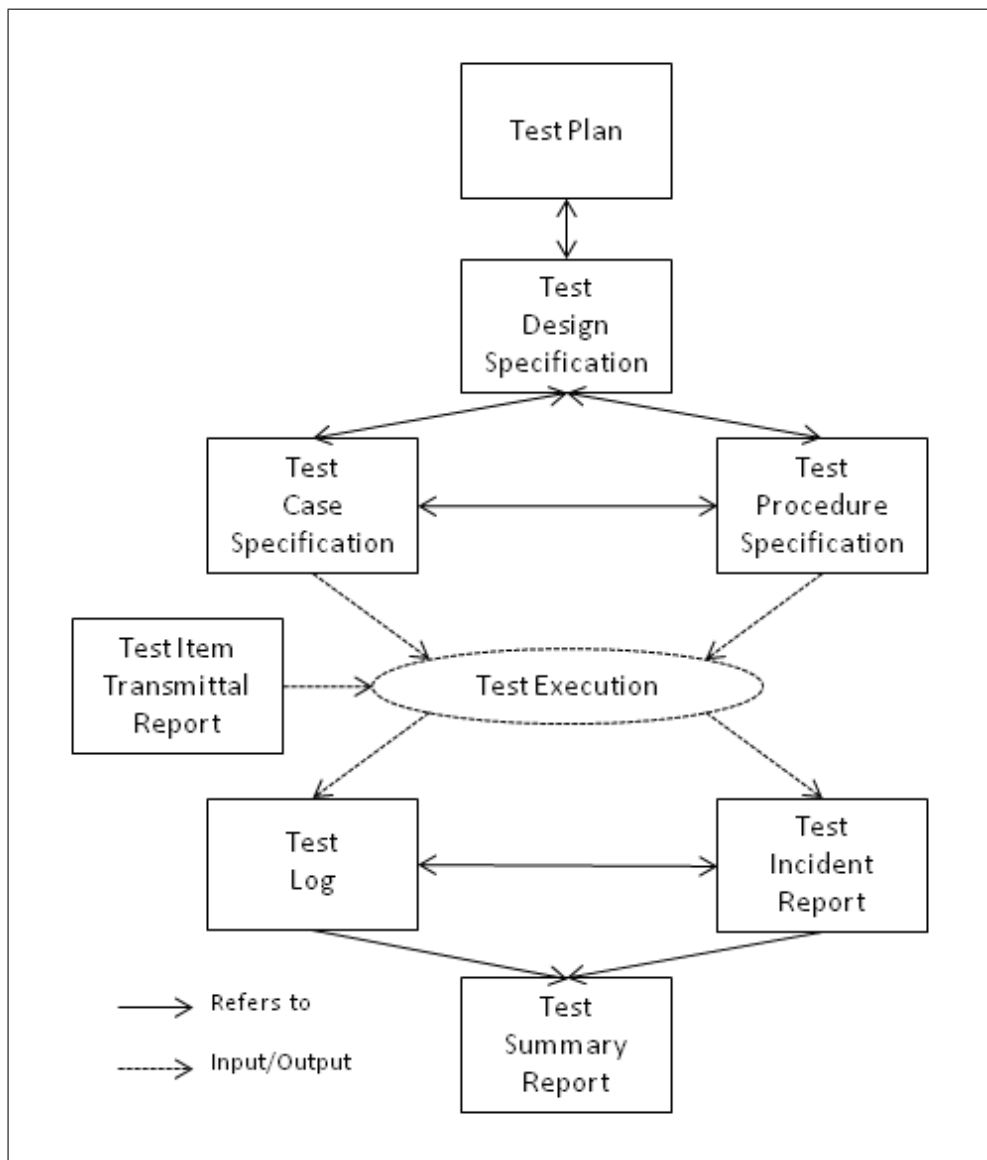 Test Plan
Test
Design
Specification
Test
Case
Specification
Test
Procedure
Specification
Test Item
Transmittal
Report
Test Execution
Test
Log
Test
Incident
Report
Refers to
Input/Output
Test
Summary
Report